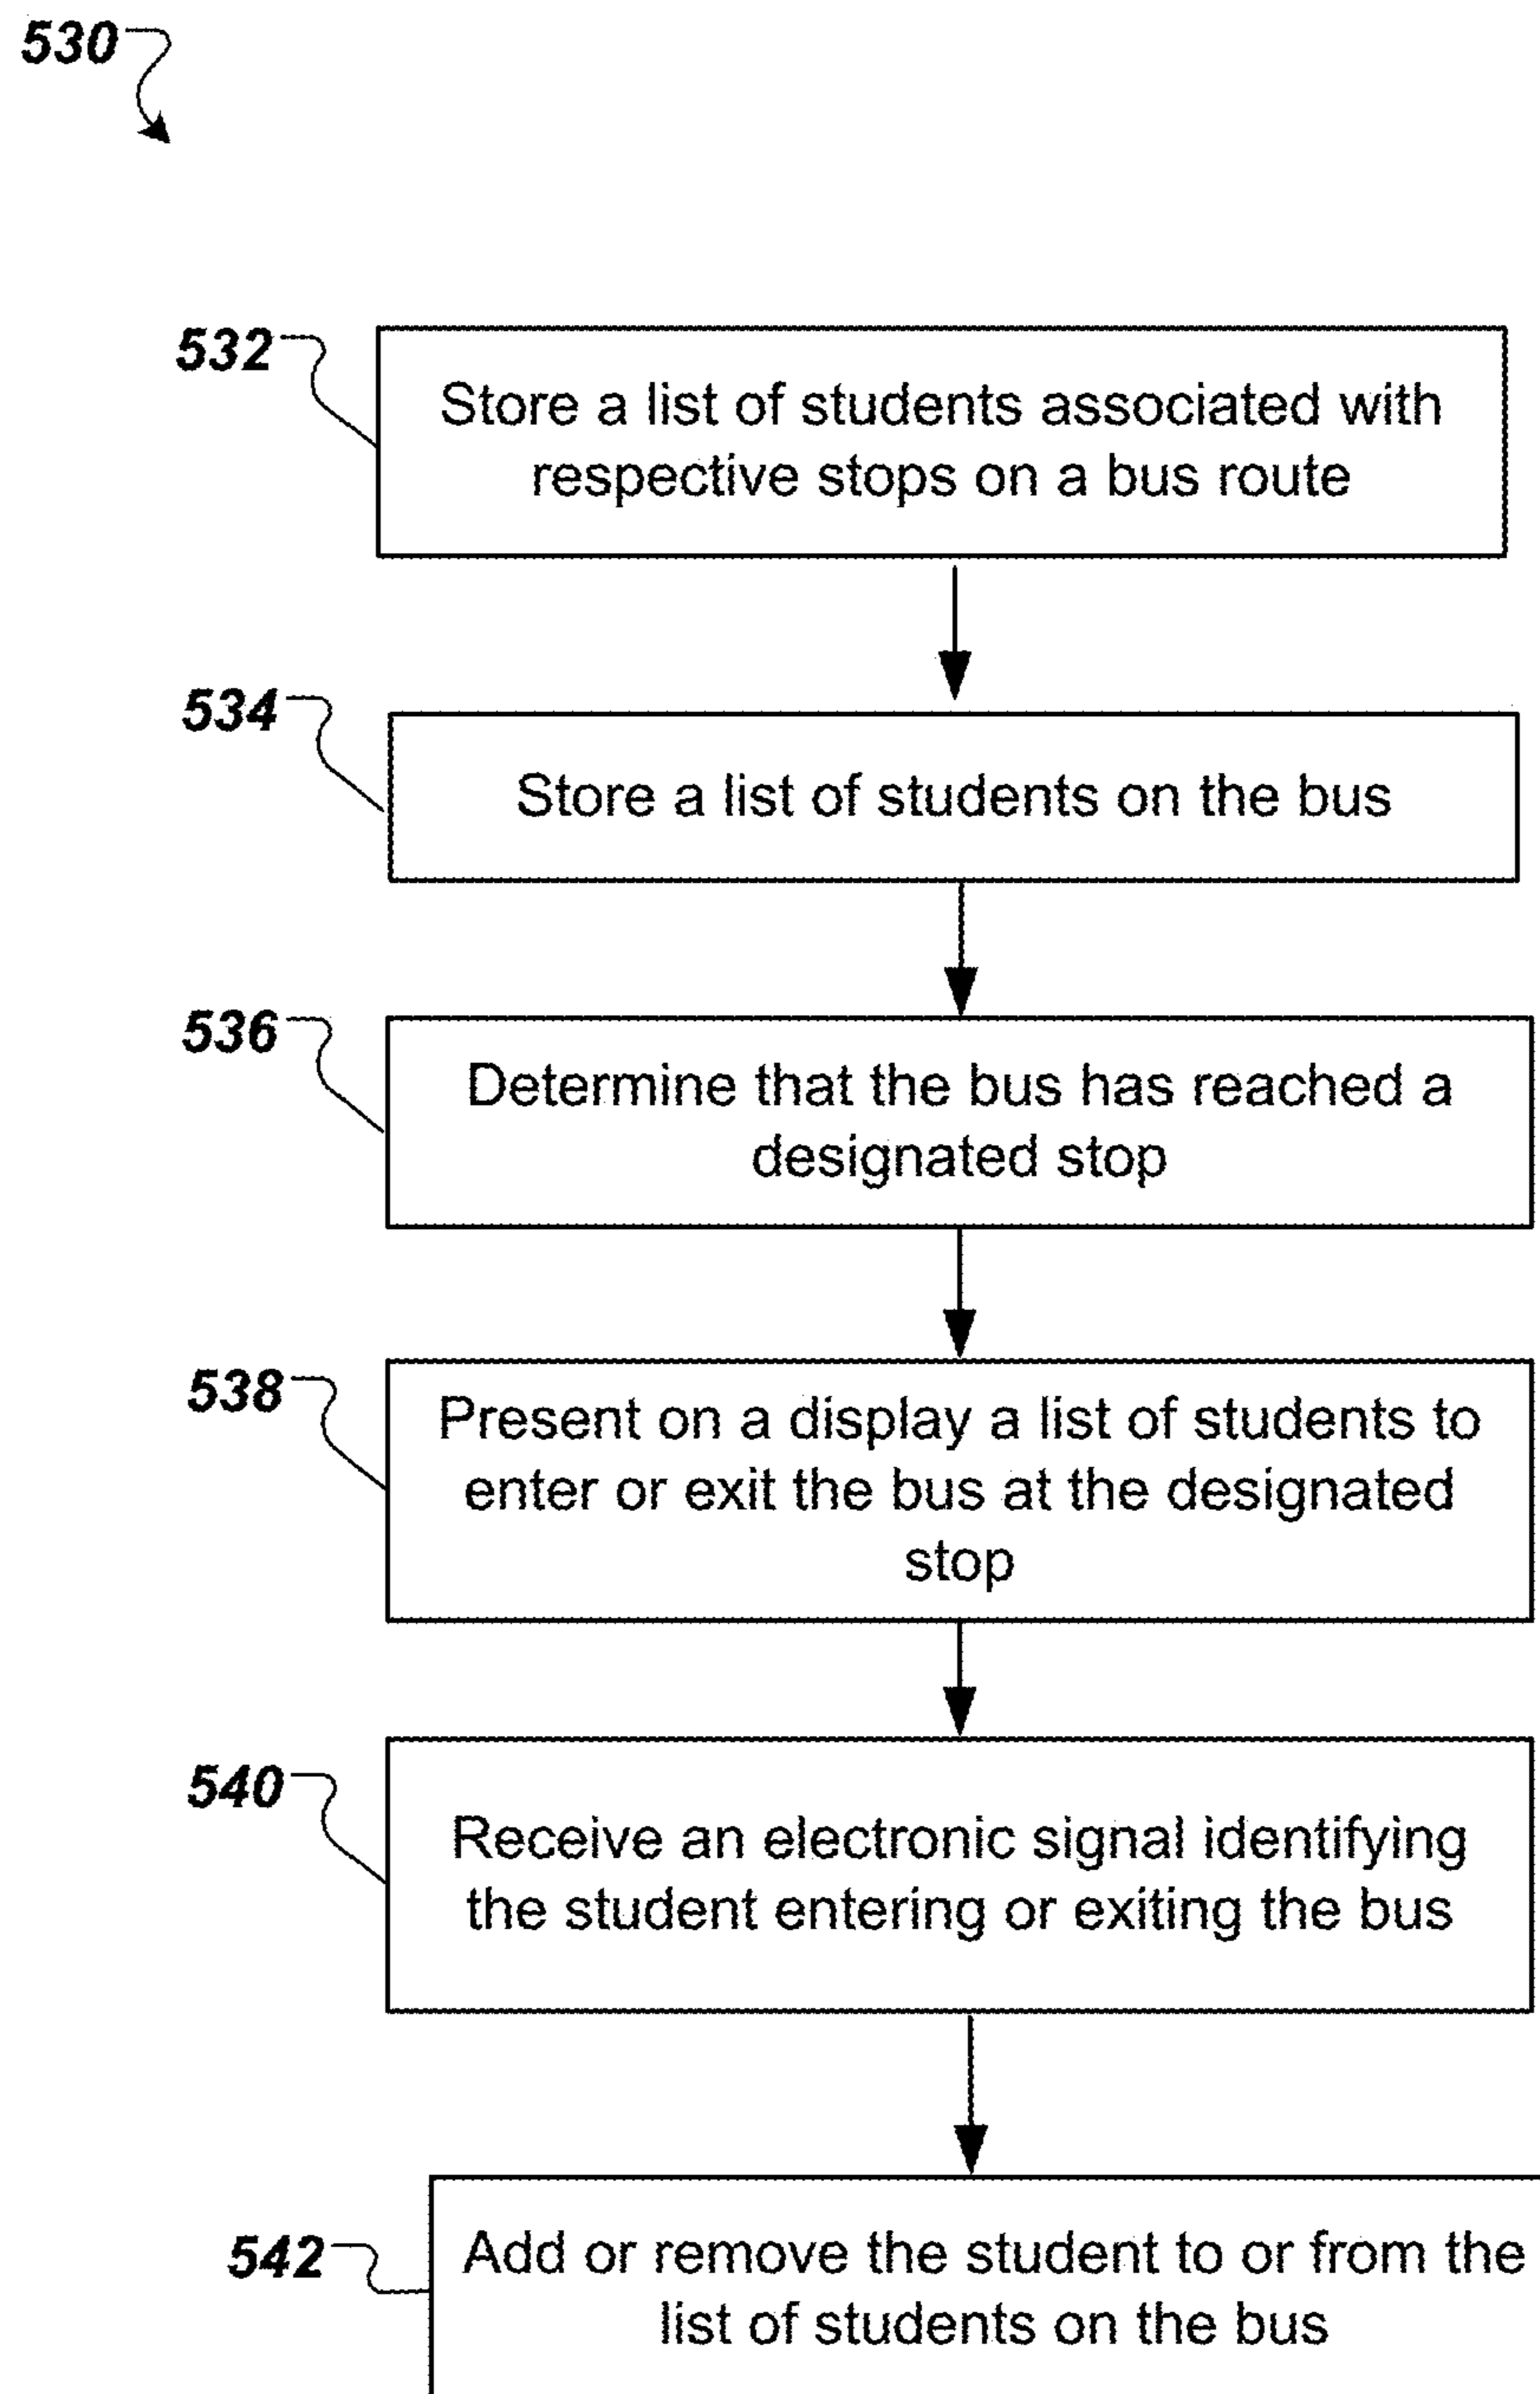 530
532
Store a list of students associated with
respective stops on a bus route
534
Store a list of students on the bus
536
Determine that the bus has reached a
designated stop
538
Present on a display a list of students to
enter or exit the bus at the designated
stop
540
Receive an electronic signal identifying
the student entering or exiting the bus
542
Add or remove the student to or from the
list of students on the bus